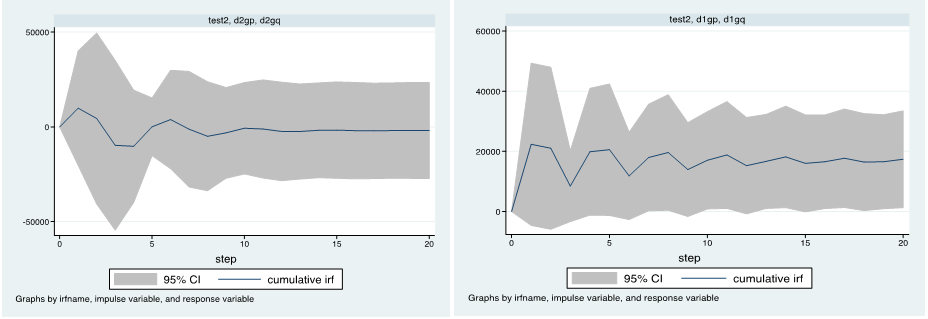 test2, d2gp, d2gq
50000
0
-50000
0 5 10 15 20
step
95% CI cumulative irf
Graphs by irfname, impulse variable, and response variable
test2, d1gp, d1gq
60000
40000
20000
0
0 5 10 15 20
step
95% CI cumulative irf
Graphs by irfname, impulse variable, and response variable